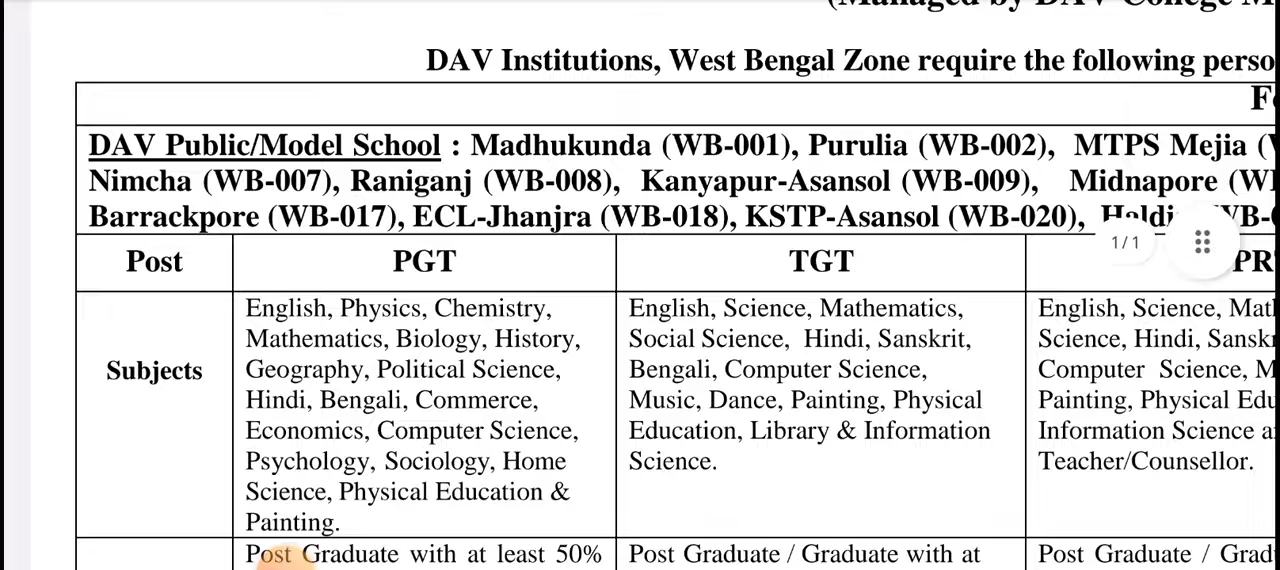 (Managed by DAV College M
DAV Institutions, West Bengal Zone require the following perso
DAV Public/Model School : Madhukunda (WB-001), Purulia (WB-002), MTPS Mejia (
Nimcha (WB-007), Raniganj (WB-008), Kanyapur-Asansol (WB-009), Midnapore (W
Barrackpore (WB-017), ECL-Jhanjra (WB-018), KSTP-Asansol (WB-020),
1/1
Post PGT TGT PR
Subjects
English, Physics, Chemistry,
Mathematics, Biology, History,
Geography, Political Science,
Hindi, Bengali, Commerce,
Economics, Computer Science,
Psychology, Sociology, Home
Science, Physical Education &
Painting.
English, Science, Mathematics,
Social Science, Hindi, Sanskrit,
Bengali, Computer Science,
Music, Dance, Painting, Physical
Education, Library & Information
Science.
English, Science, Mat
Science, Hindi, Sansk
Computer Science, M
Painting, Physical Edu
Information Science a
Teacher/Counsellor.
Post Graduate with at least 50%
Post Graduate / Graduate with at
Post Graduate / Grad